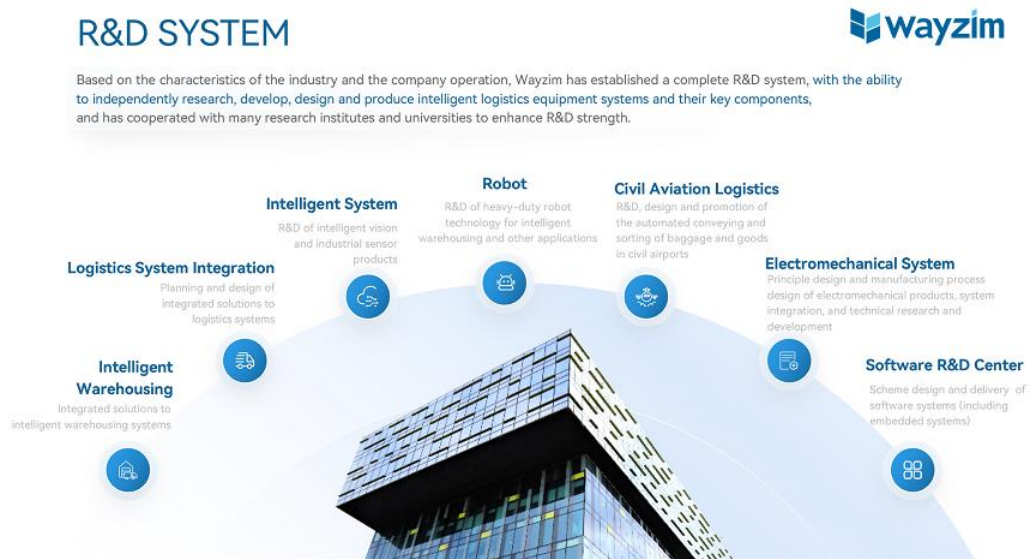 R&D SYSTEM
wayzim
Based on the characteristics of the industry and the company operation, Wayzim has established a complete R&D system, with the ability
to independently research, develop, design and produce intelligent logistics equipment systems and their key components,
and has cooperated with many research institutes and universities to enhance R&D strength.
Intelligent
Warehousing
Integrated solutions to
intelligent warehousing systems
Logistics System Integration
Planning and design of
integrated solutions to
logistics systems
Intelligent System
R&D of intelligent vision
and industrial sensor
products
Robot
R&D of heavy-duty robot
technology for intelligent
warehousing and other applications
Civil Aviation Logistics
R&D, design and promotion of
the automated conveying and
sorting of baggage and goods
in civil airports
Electromechanical System
Principle design and manufacturing process
design of electromechanical products, system
integration, and technical research and
development
Software R&D Center
Scheme design and delivery of
software systems (including
embedded systems)